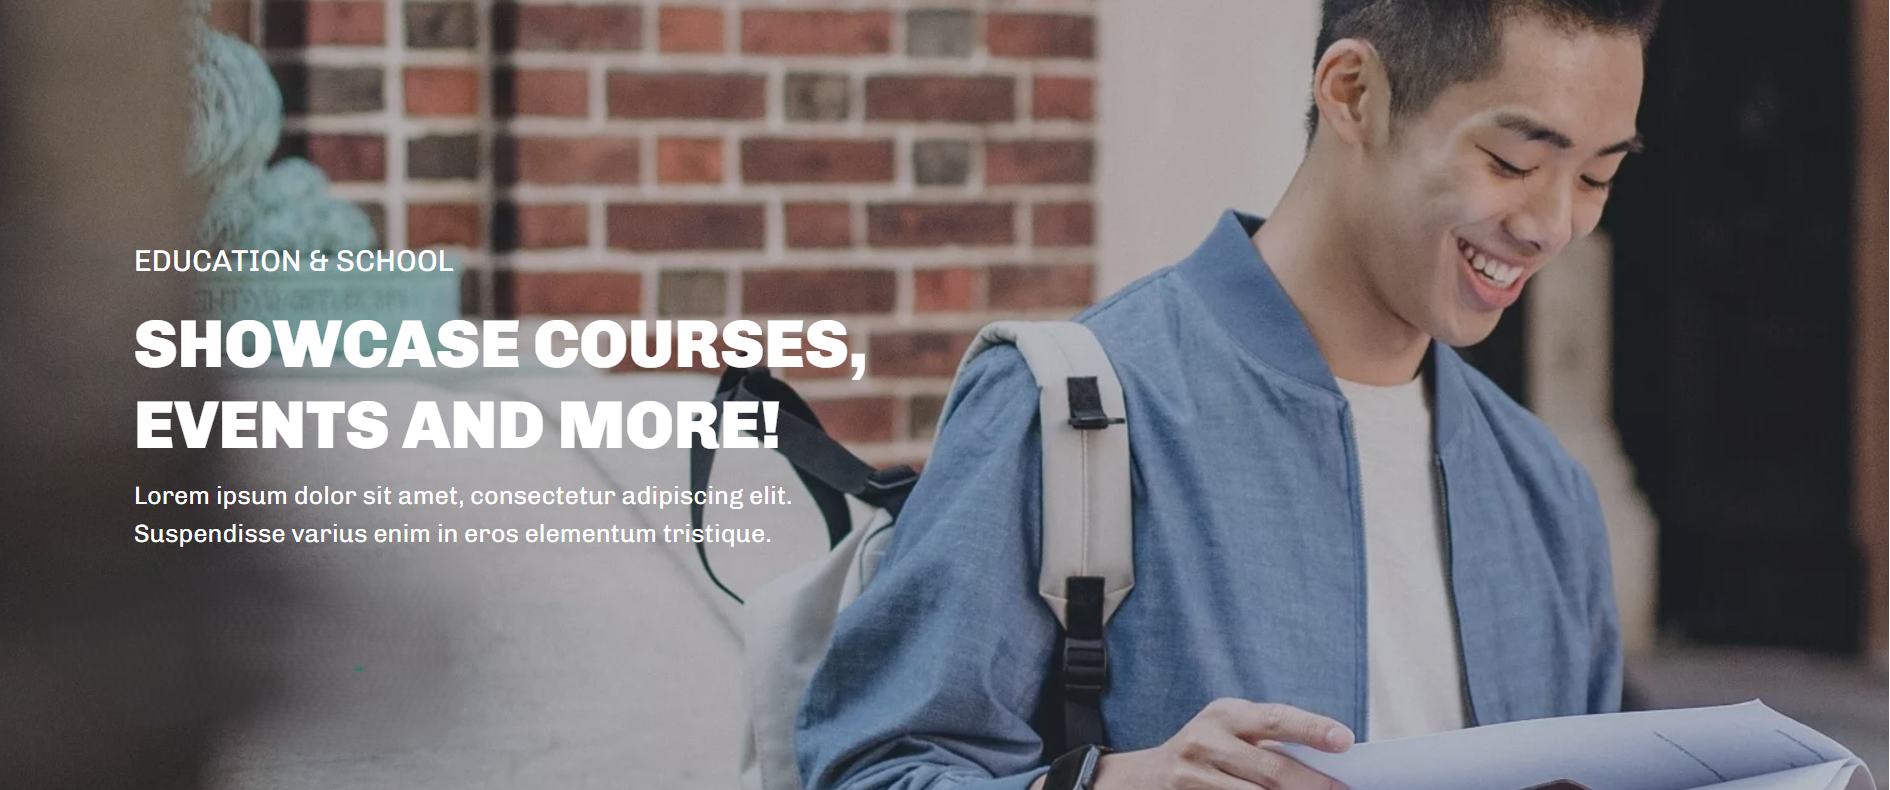 EDUCATION & SCHOOL
SHOWCASE COURSES,
EVENTS AND MORE!
Lorem ipsum dolor sit amet, consectetur adipiscing elit.
Suspendisse varius enim in eros elementum tristique.